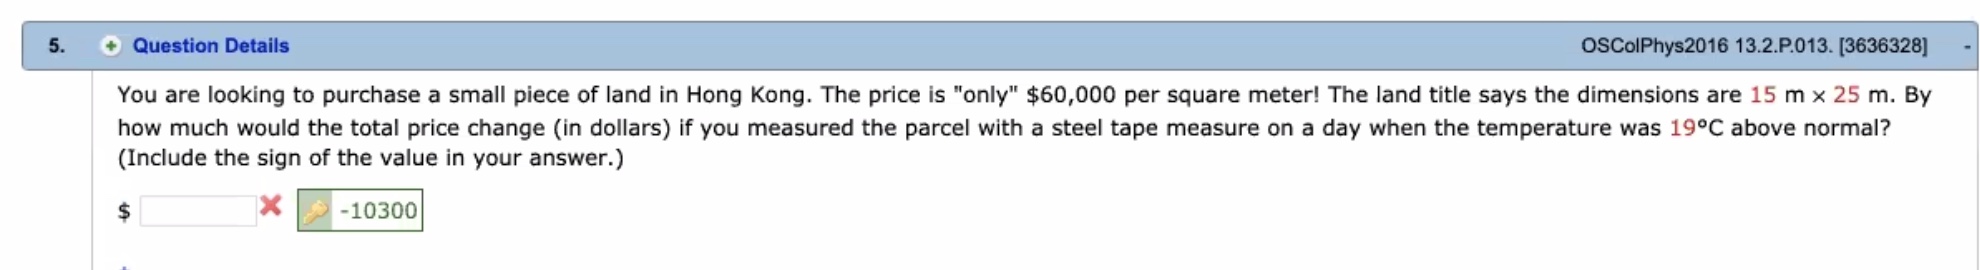 5. Question Details OSColPhys2016 13.2.P.013. [3636328] -
You are looking to purchase a small piece of land in Hong Kong. The price is "only" $60,000 per square meter! The land title says the dimensions are 15 m × 25 m. By
how much would the total price change (in dollars) if you measured the parcel with a steel tape measure on a day when the temperature was 19°C above normal?
(Include the sign of the value in your answer.)
$ -10300